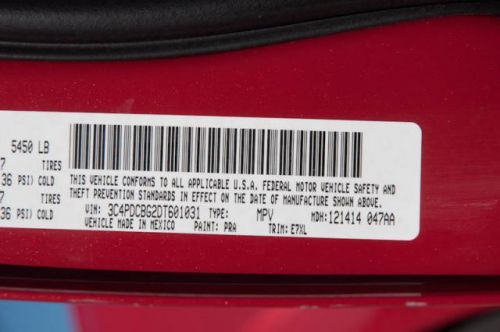 5450 LB
7 TIRES
36 PSI) COLD
7 TIRES
36 PSI) COLD
THIS VEHICLE CONFORMS TO ALL APPLICABLE U.S.A. FEDERAL MOTOR VEHICLE SAFETY AND
THEFT PREVENTION STANDARDS IN EFFECT ON THE DATE OF MANUFACTURE SHOWN ABOVE.
VIN: 3C4PDCBG2DT601031 TYPE: MPV MDH:121414 047AA
VEHICLE MADE IN MEXICO PAINT: PRA TRIM: E7XL